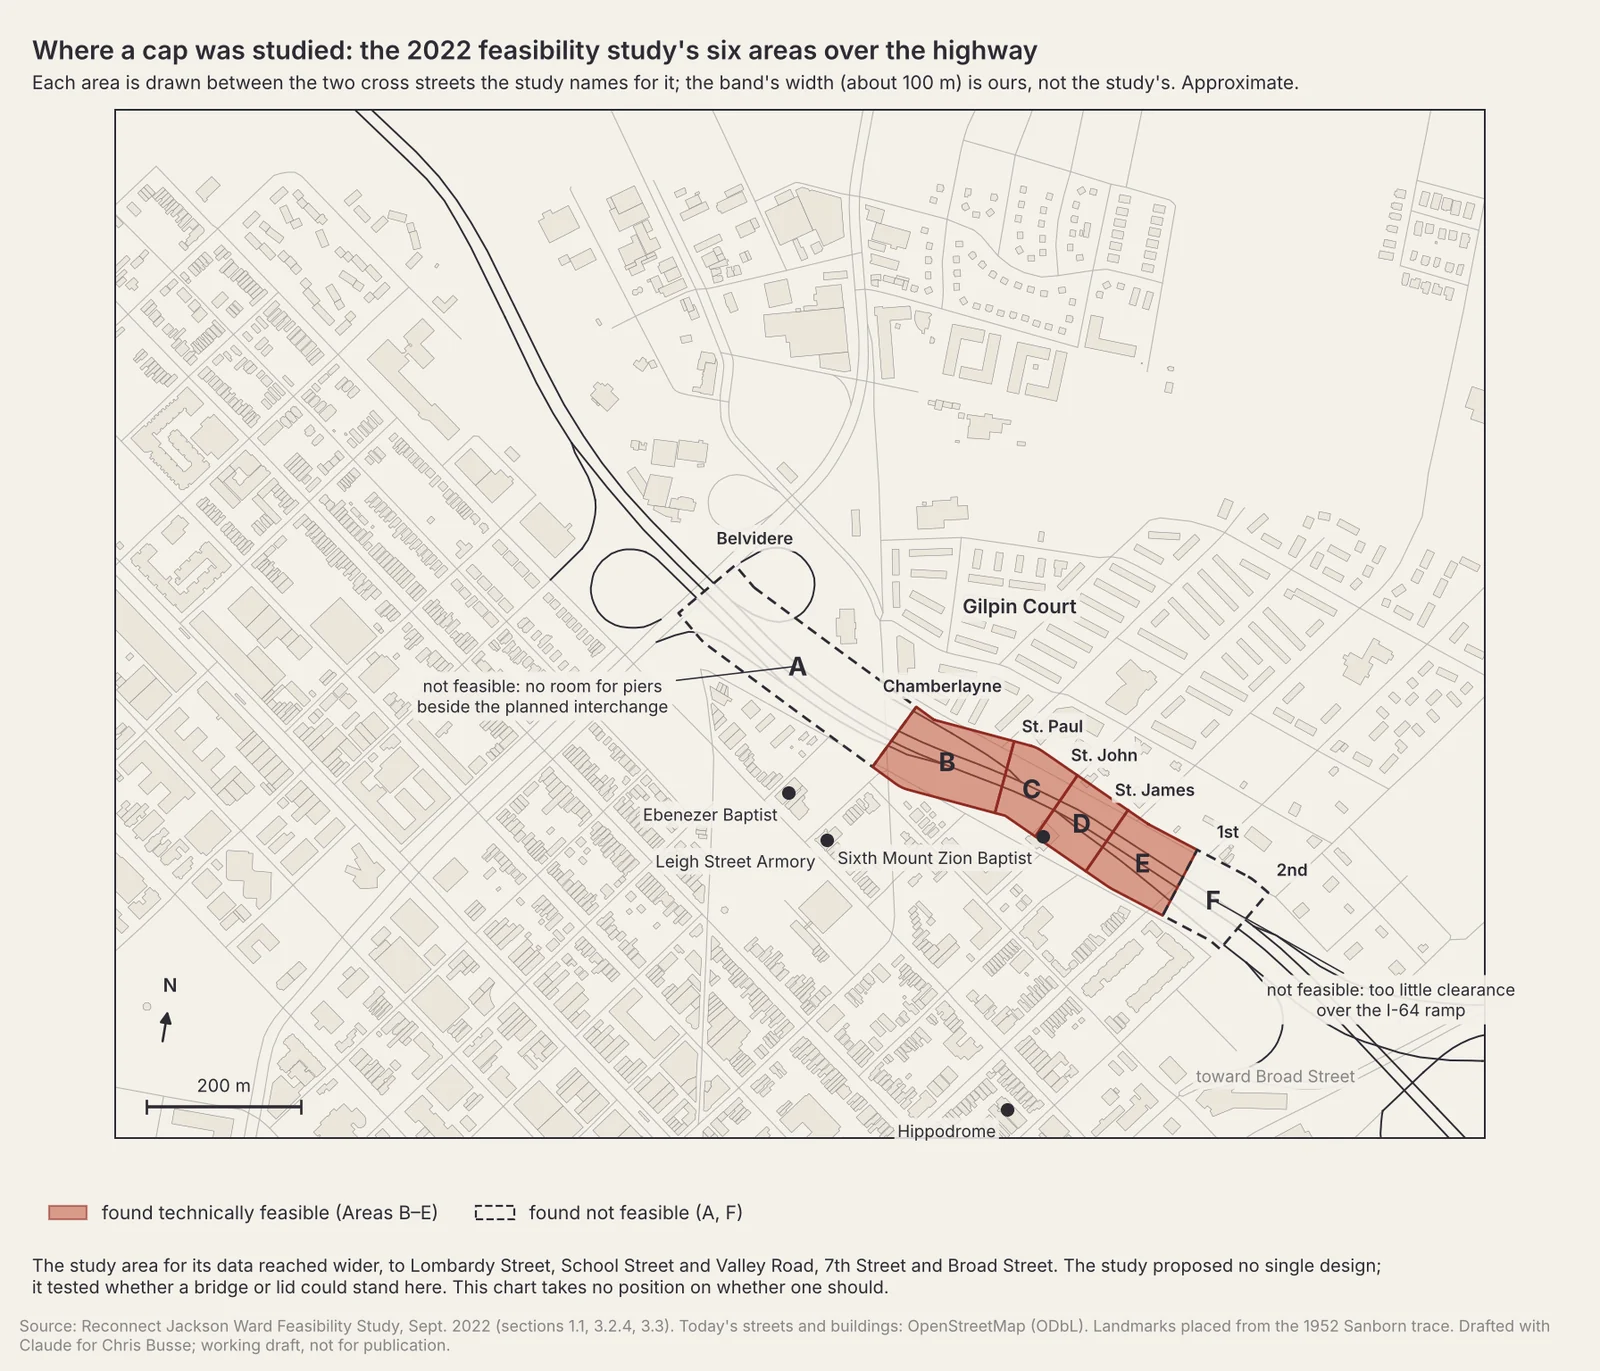 Where a cap was studied: the 2022 feasibility study's six areas over the highway
Each area is drawn between the two cross streets the study names for it; the band's width (about 100 m) is ours, not the study's. Approximate.
Belvidere
Gilpin Court
A
not feasible: no room for piers
beside the planned interchange
Chamberlayne
St. Paul
St. John
B
C
St. James
D
Ebenezer Baptist
1st
Leigh Street Armory
Sixth Mount Zion Baptist
E
2nd
F
N
not feasible: too little clearance
over the I-64 ramp
toward Broad Street
200 m
Hippodrome
found technically feasible (Areas B–E)
found not feasible (A, F)
The study area for its data reached wider, to Lombardy Street, School Street and Valley Road, 7th Street and Broad Street. The study proposed no single design;
it tested whether a bridge or lid could stand here. This chart takes no position on whether one should.
Source: Reconnect Jackson Ward Feasibility Study, Sept. 2022 (sections 1.1, 3.2.4, 3.3). Today's streets and buildings: OpenStreetMap (ODbL). Landmarks placed from the 1952 Sanborn trace. Drafted with
Claude for Chris Busse; working draft, not for publication.